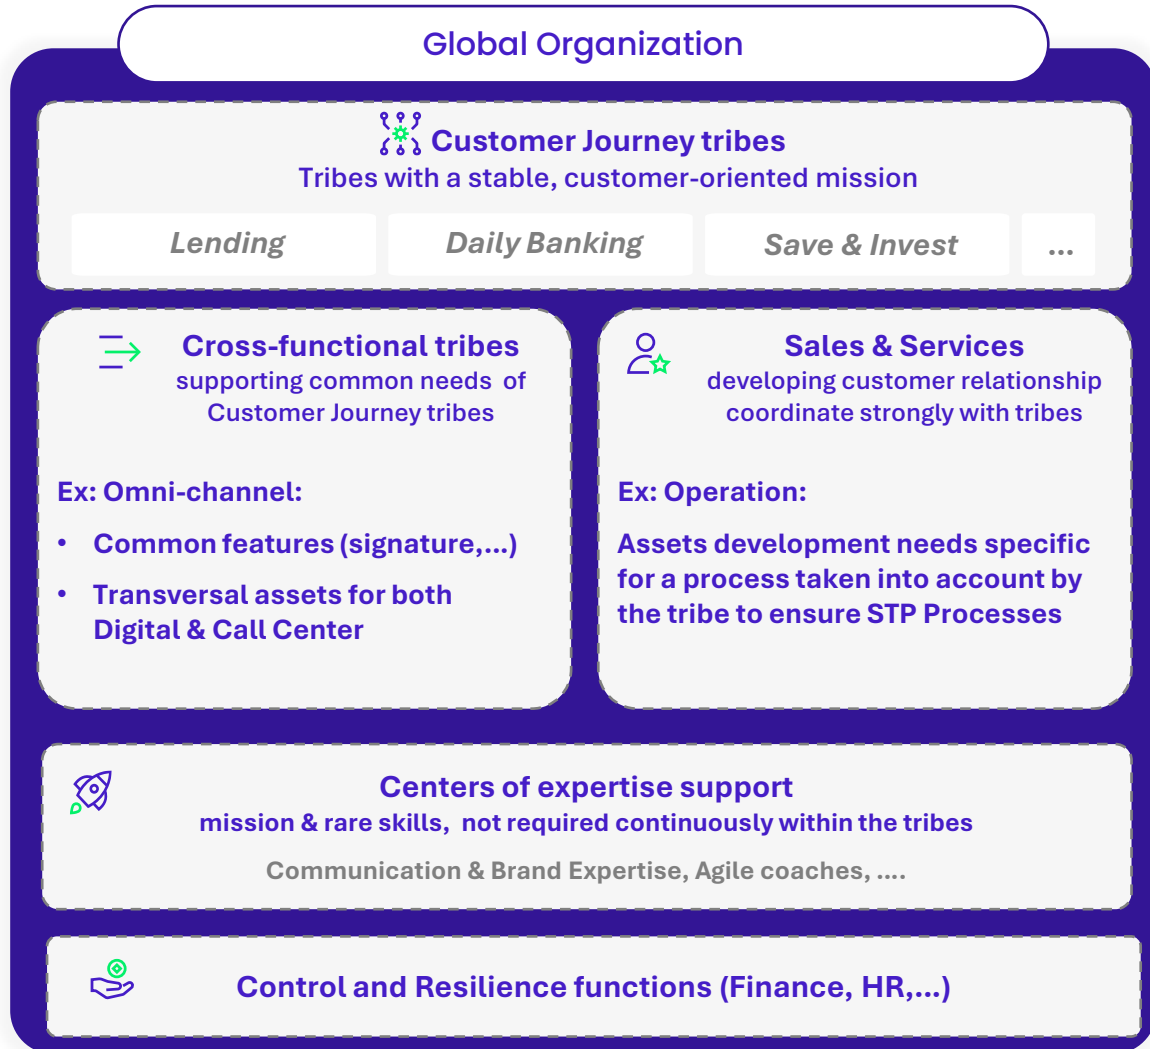 Global Organization
Customer Journey tribes
Tribes with a stable, customer-oriented mission
Lending
Daily Banking
Save & Invest
...
Cross-functional tribes
supporting common needs of
Customer Journey tribes
Ex: Omni-channel:
• Common features (signature,...)
• Transversal assets for both
Digital & Call Center
Sales & Services
developing customer relationship
coordinate strongly with tribes
Ex: Operation:
Assets development needs specific
for a process taken into account by
the tribe to ensure STP Processes
Centers of expertise support
mission & rare skills, not required continuously within the tribes
Communication & Brand Expertise, Agile coaches, ....
Control and Resilience functions (Finance, HR,...)